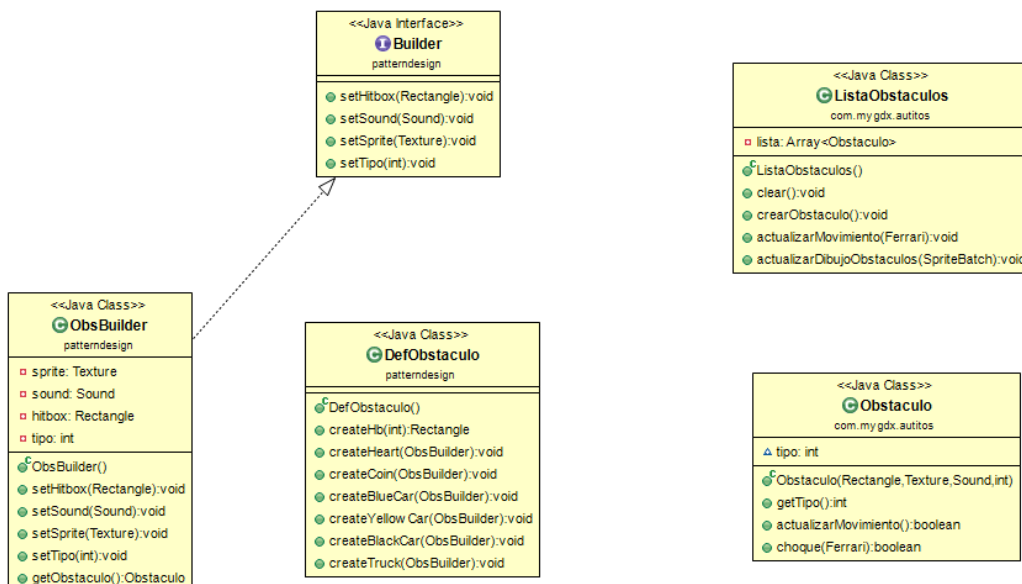 <<Java Interface>>
Builder
patterndesign
setHitbox(Rectangle):void
setSound(Sound):void
setSprite(Texture):void
setTipo(int):void
<<Java Class>>
ListaObstaculos
com.mygdx.autitos
lista: Array<Obstaculo>
ListaObstaculos()
clear():void
crearObstaculo():void
actualizarMovimiento(Ferrari):void
actualizarDibujoObstaculos(SpriteBatch):void
<<Java Class>>
ObsBuilder
patterndesign
sprite: Texture
sound: Sound
hitbox: Rectangle
tipo: int
ObsBuilder()
setHitbox(Rectangle):void
setSound(Sound):void
setSprite(Texture):void
setTipo(int):void
getObstaculo():Obstaculo
<<Java Class>>
DefObstaculo
patterndesign
DefObstaculo()
createHb(int):Rectangle
createHeart(ObsBuilder):void
createCoin(ObsBuilder):void
createBlueCar(ObsBuilder):void
createYellowCar(ObsBuilder):void
createBlackCar(ObsBuilder):void
createTruck(ObsBuilder):void
<<Java Class>>
Obstaculo
com.mygdx.autitos
tipo: int
Obstaculo(Rectangle,Texture,Sound,int)
getTipo():int
actualizarMovimiento():boolean
choque(Ferrari):boolean